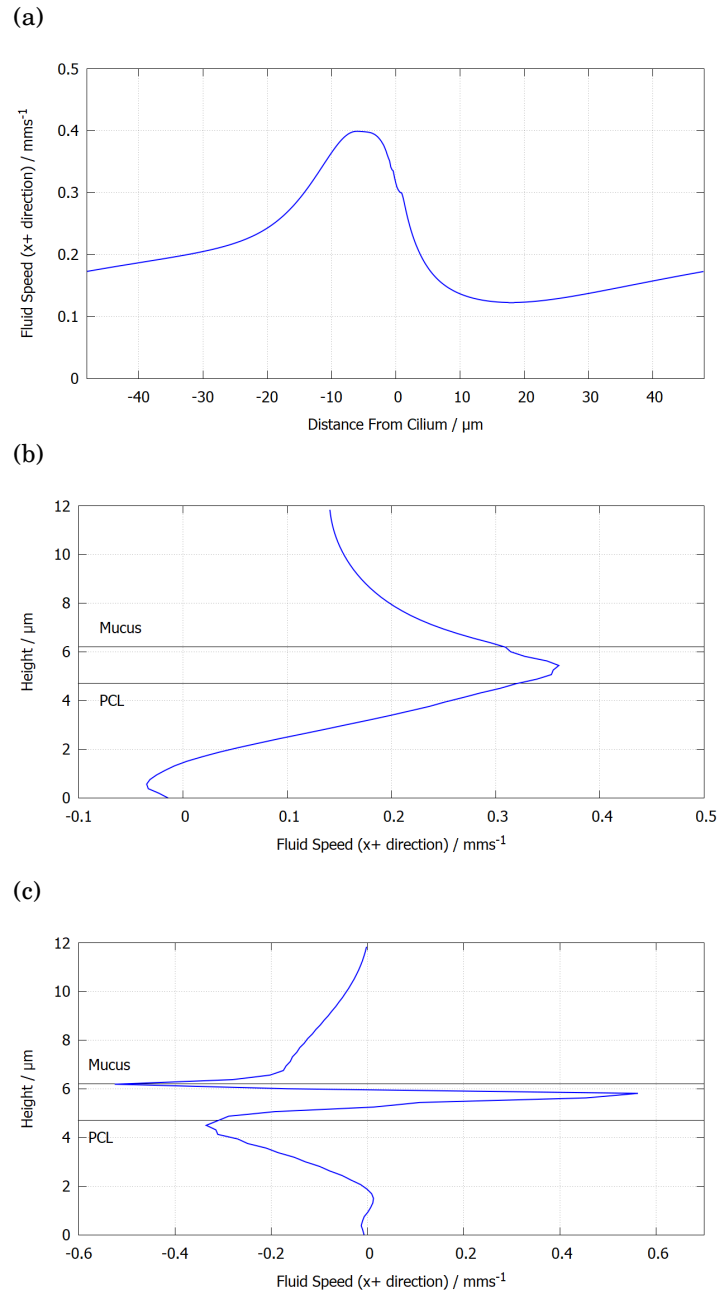 (a)
0.5
0.4
0.3
0.2
0.1
0
Fluid Speed (x+ direction) / mms⁻¹
-40 -30 -20 -10 0 10 20 30 40
Distance From Cilium / µm
(b)
12
10
8
6
4
2
0
Height / µm
Mucus
PCL
-0.1 0 0.1 0.2 0.3 0.4 0.5
Fluid Speed (x+ direction) / mms⁻¹
(c)
12
10
8
6
4
2
0
Height / µm
Mucus
PCL
-0.6 -0.4 -0.2 0 0.2 0.4 0.6
Fluid Speed (x+ direction) / mms⁻¹